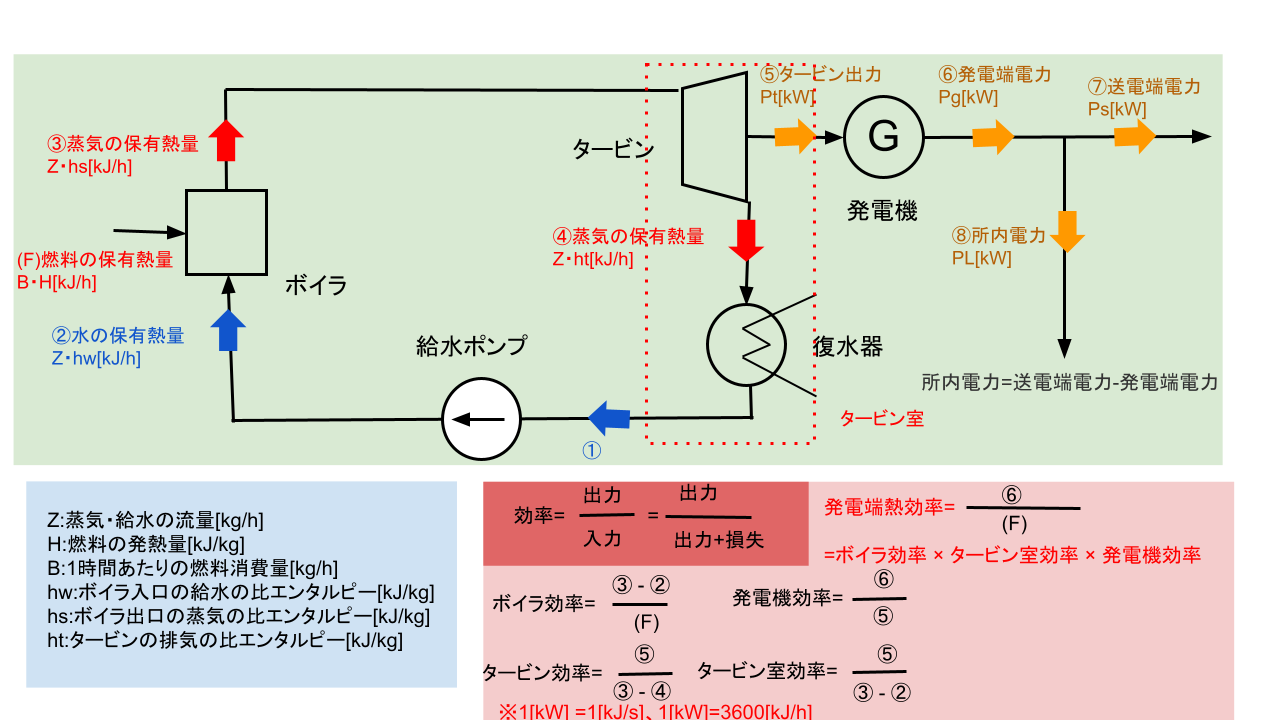 ⑤タービン出力
Pt[kW]
⑥発電端電力
Pg[kW]
⑦送電端電力
Ps[kW]
③蒸気の保有熱量
Z・hs[kJ/h]
タービン
G
発電機
④蒸気の保有熱量
Z・ht[kJ/h]
⑧所内電力
PL[kW]
(F)燃料の保有熱量
B・H[kJ/h]
ボイラ
②水の保有熱量
Z・hw[kJ/h]
給水ポンプ
復水器
所内電力=送電端電力-発電端電力
タービン室
①
Z:蒸気・給水の流量[kg/h]
H:燃料の発熱量[kJ/kg]
B:1時間あたりの燃料消費量[kg/h]
hw:ボイラ入口の給水の比エンタルピー[kJ/kg]
hs:ボイラ出口の蒸気の比エンタルピー[kJ/kg]
ht:タービンの排気の比エンタルピー[kJ/kg]
出力 出力
効率= =
入力 出力+損失
⑥
発電端熱効率=
(F)
=ボイラ効率 × タービン室効率 × 発電機効率
③ - ②
ボイラ効率=
(F)
⑥
発電機効率=
⑤
⑤
タービン効率=
③ - ④
⑤
タービン室効率=
③ - ②
※1[kW] =1[kJ/s]、1[kW]=3600[kJ/h]